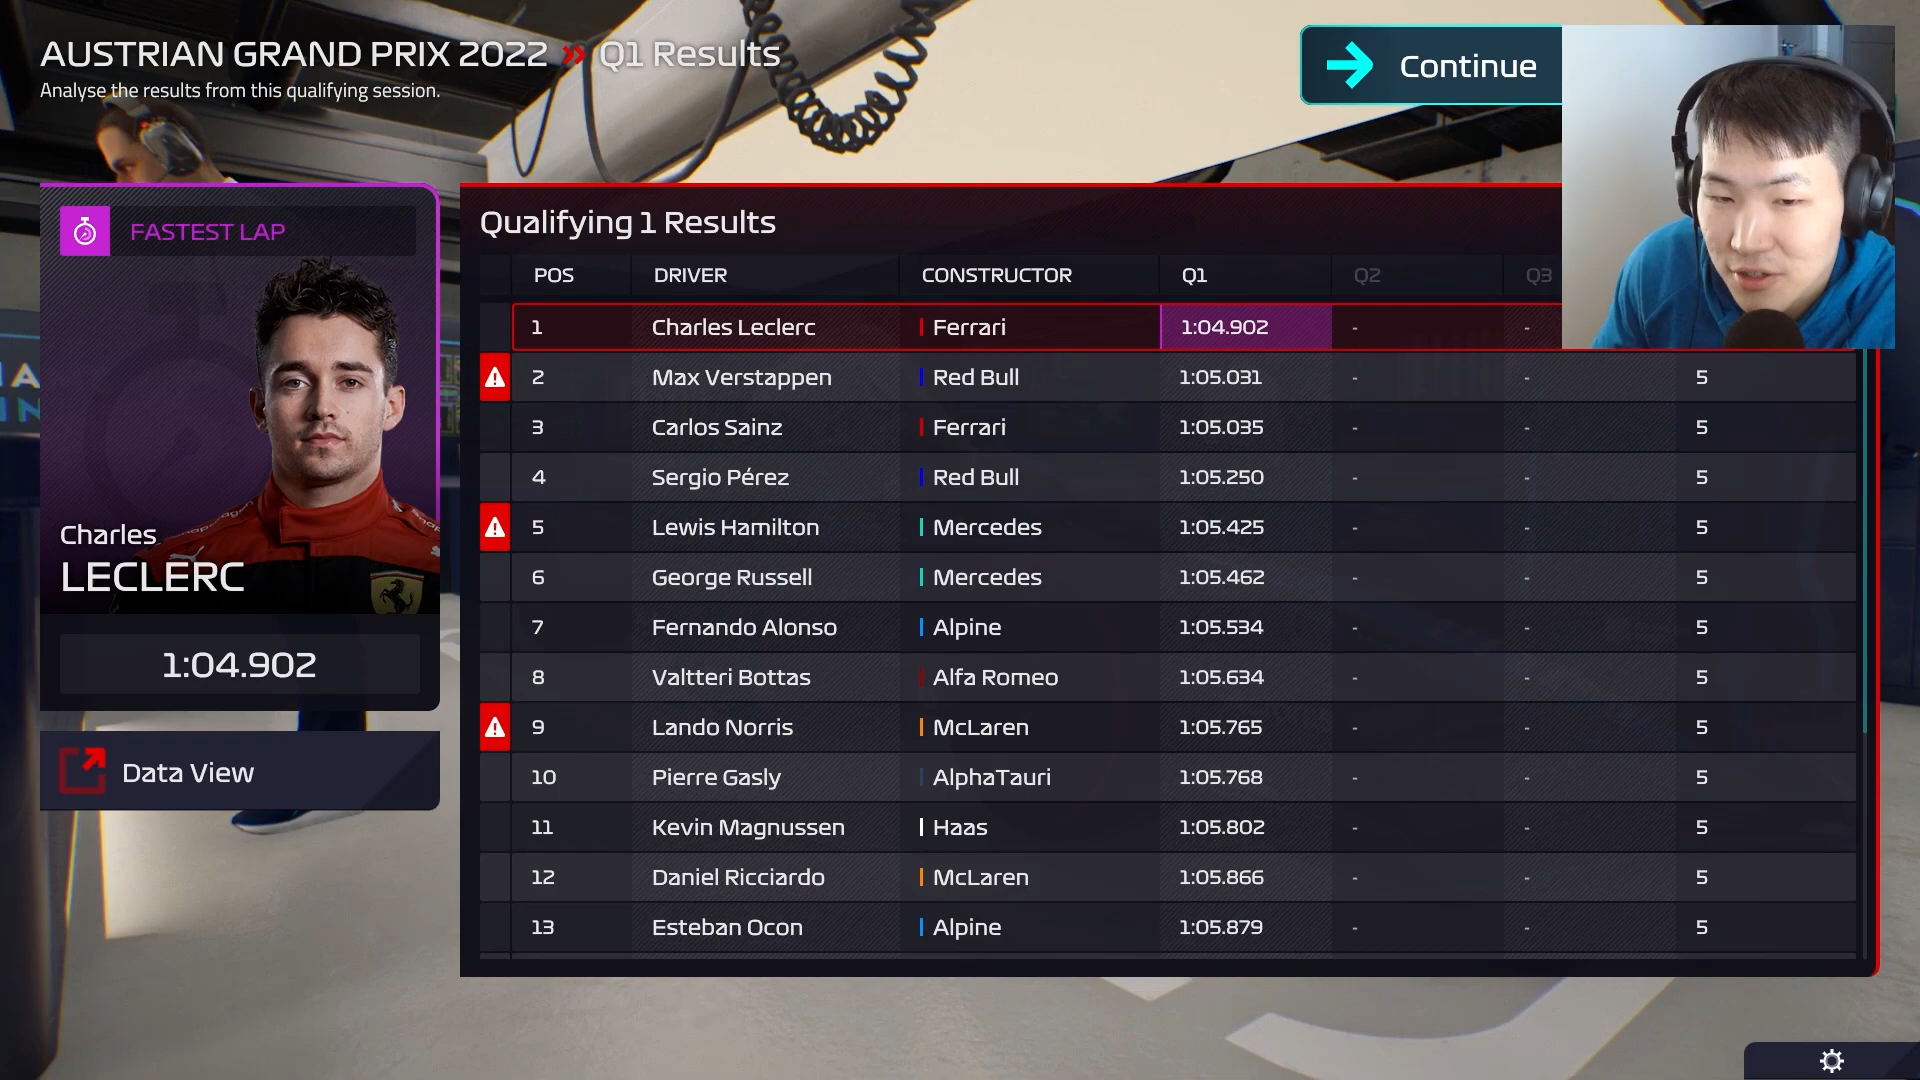 AUSTRIAN GRAND PRIX 2022 » Q1 Results
Analyse the results from this qualifying session.
Continue
FASTEST LAP
Charles
LECLERC
1:04.902
Data View
Qualifying 1 Results
POS DRIVER CONSTRUCTOR Q1 Q2 Q3
1 Charles Leclerc Ferrari 1:04.902 - -
2 Max Verstappen Red Bull 1:05.031 - - 5
3 Carlos Sainz Ferrari 1:05.035 - - 5
4 Sergio Pérez Red Bull 1:05.250 - - 5
5 Lewis Hamilton Mercedes 1:05.425 - - 5
6 George Russell Mercedes 1:05.462 - - 5
7 Fernando Alonso Alpine 1:05.534 - - 5
8 Valtteri Bottas Alfa Romeo 1:05.634 - - 5
9 Lando Norris McLaren 1:05.765 - - 5
10 Pierre Gasly AlphaTauri 1:05.768 - - 5
11 Kevin Magnussen Haas 1:05.802 - - 5
12 Daniel Ricciardo McLaren 1:05.866 - - 5
13 Esteban Ocon Alpine 1:05.879 - - 5